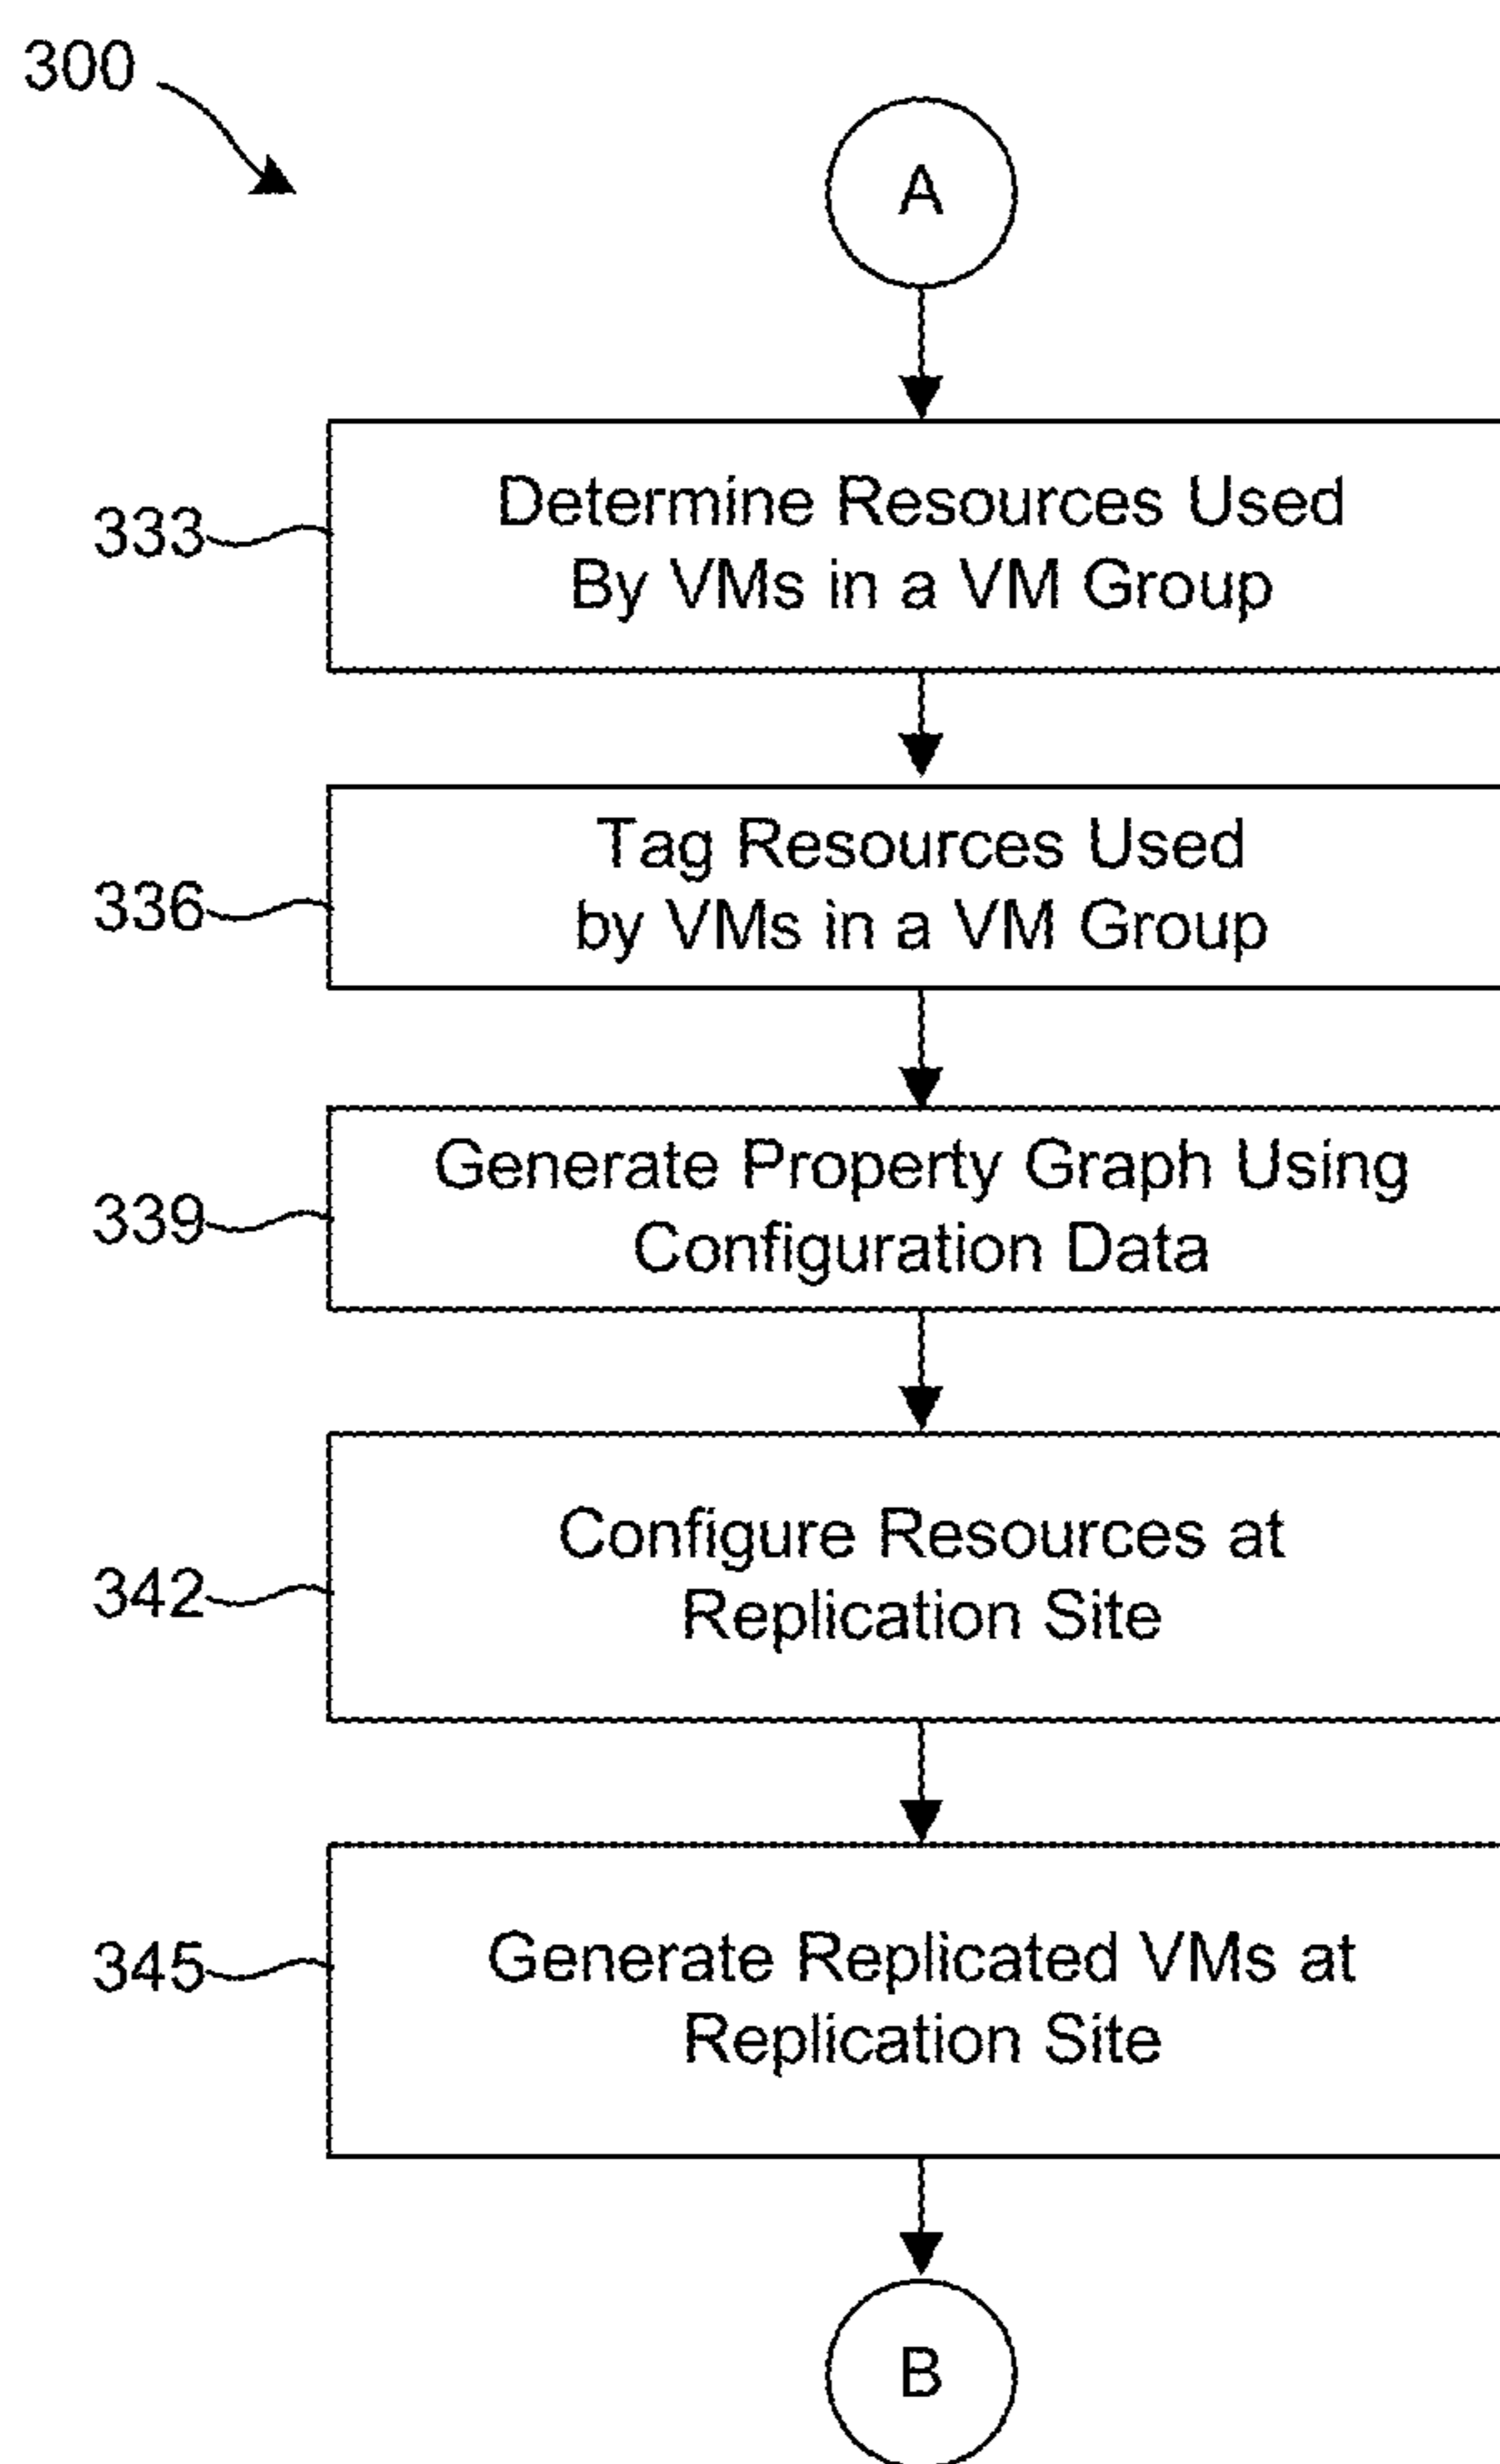 300
A
333
Determine Resources Used
By VMs in a VM Group
336
Tag Resources Used
by VMs in a VM Group
339
Generate Property Graph Using
Configuration Data
342
Configure Resources at
Replication Site
345
Generate Replicated VMs at
Replication Site
B